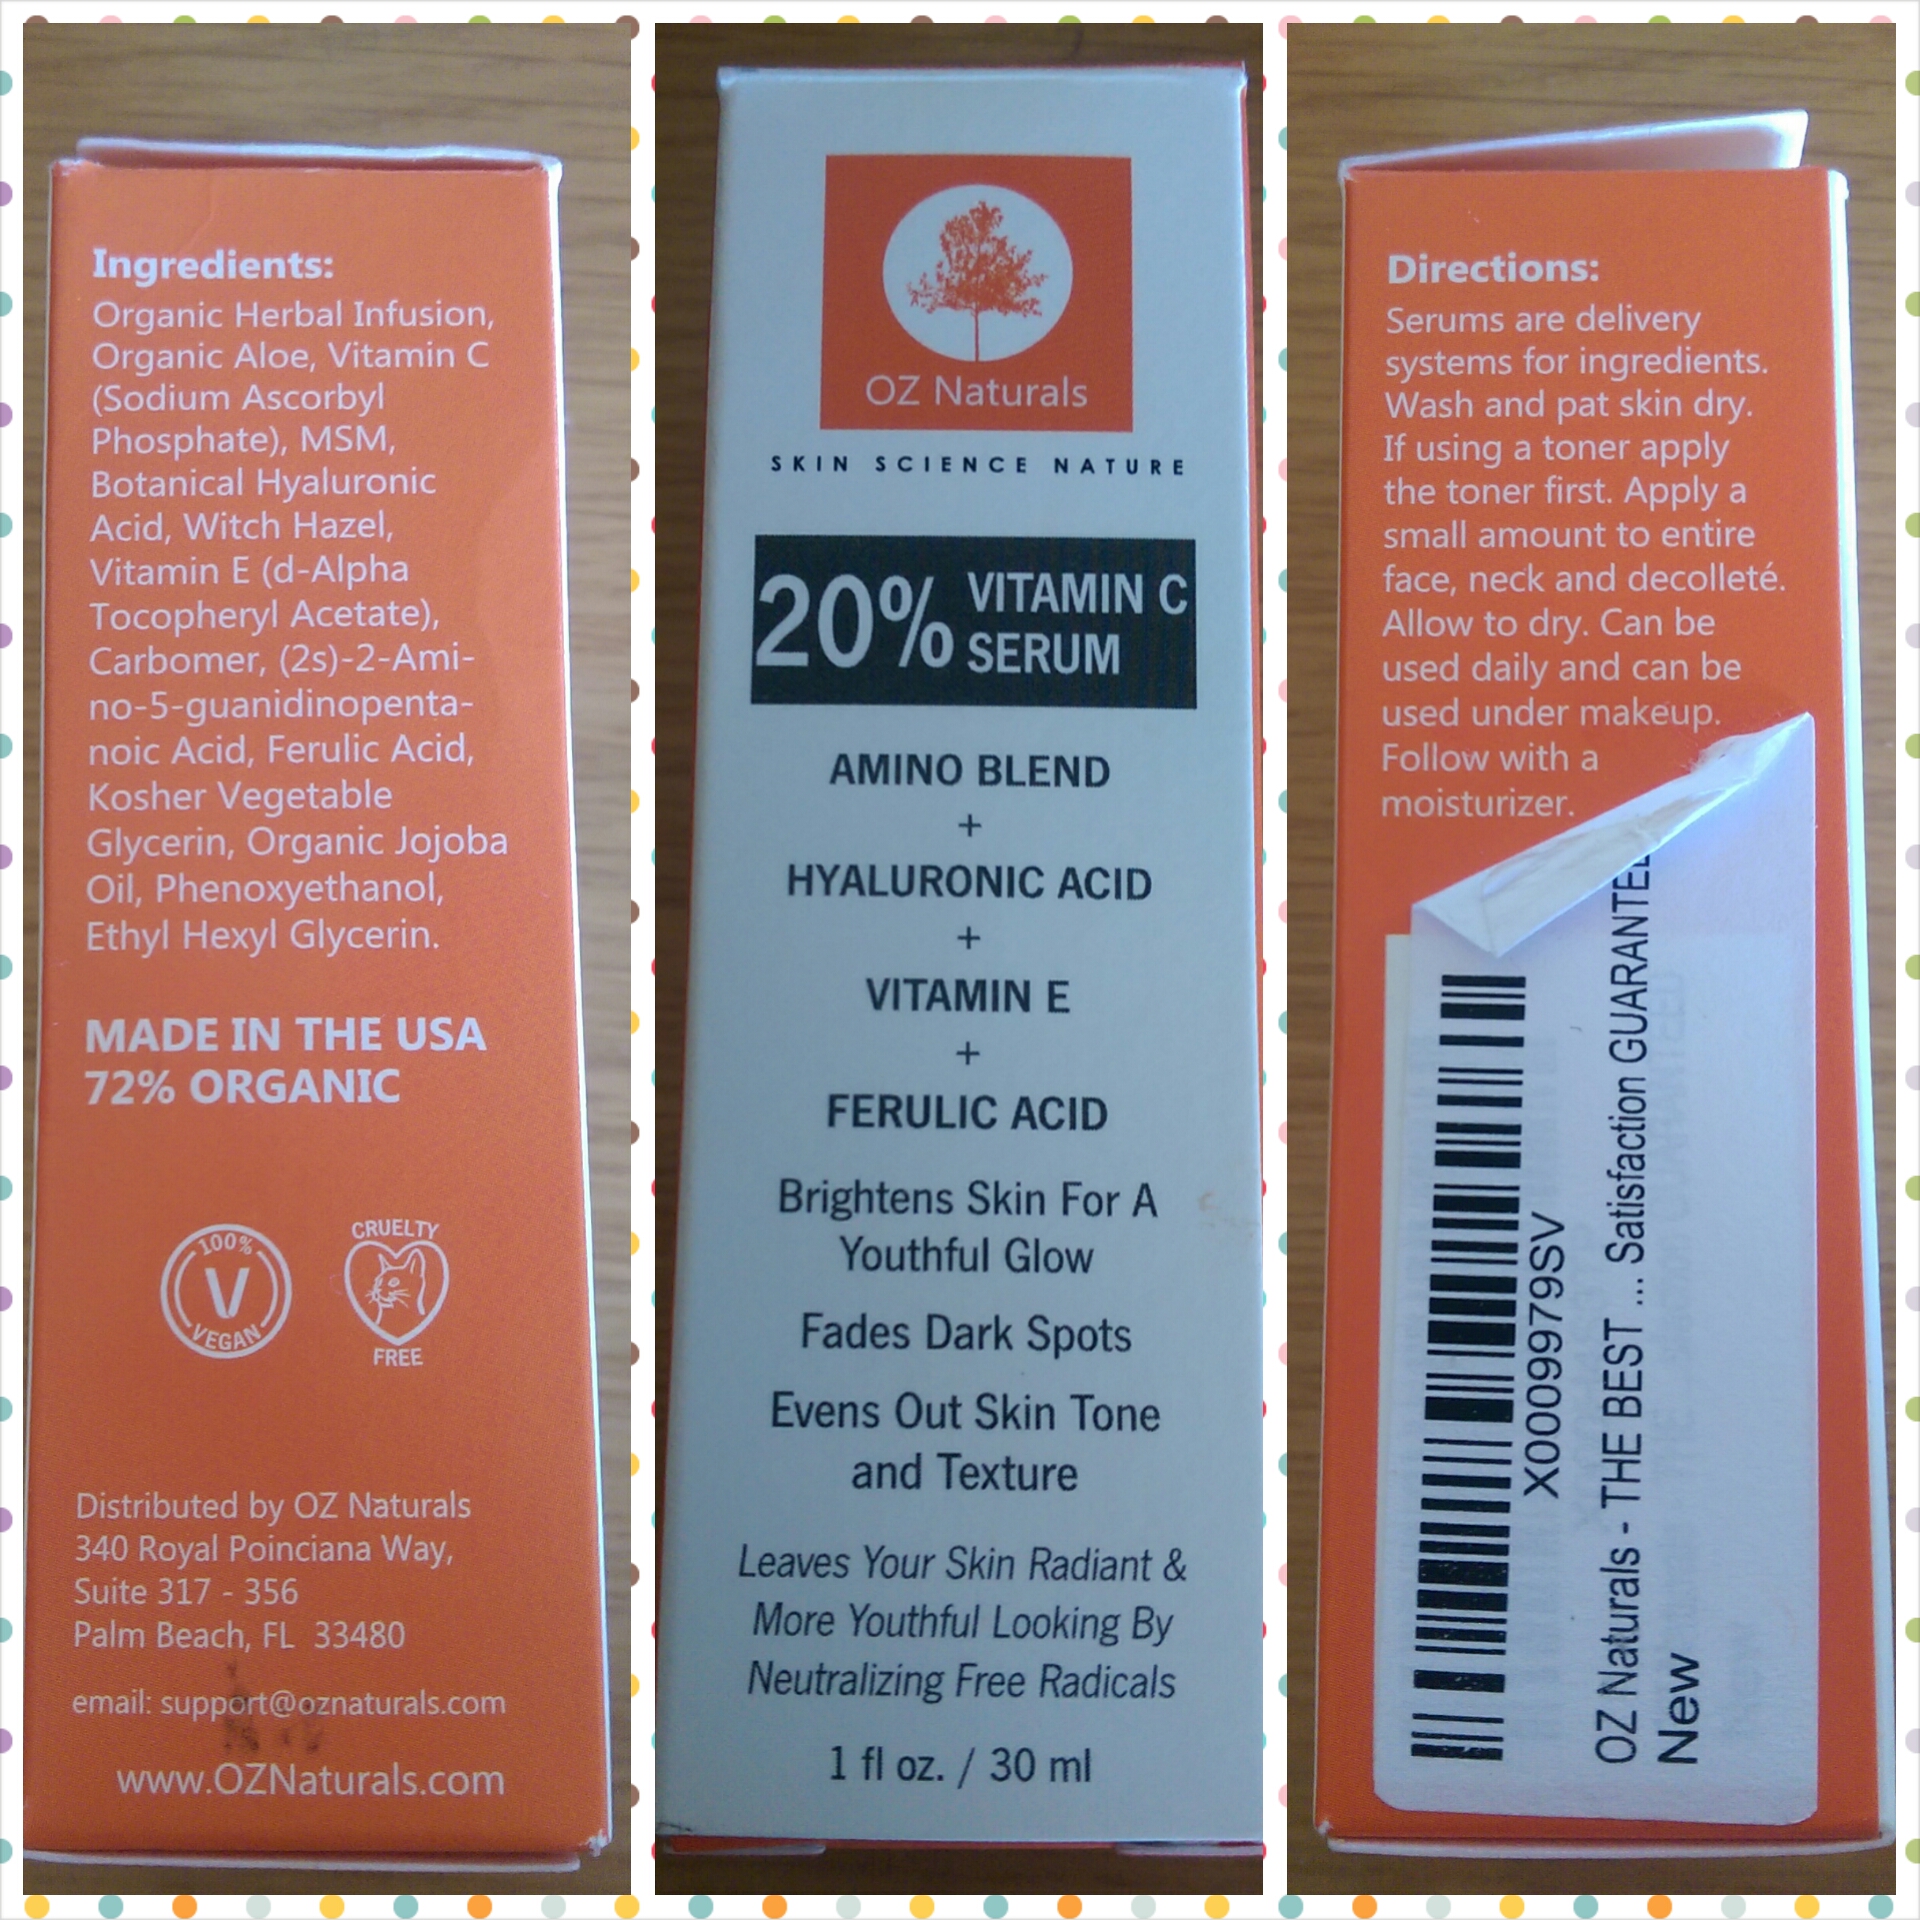 Ingredients:
Organic Herbal Infusion,
Organic Aloe, Vitamin C
(Sodium Ascorbyl
Phosphate), MSM,
Botanical Hyaluronic
Acid, Witch Hazel,
Vitamin E (d-Alpha
Tocopheryl Acetate),
Carbomer, (2s)-2-Ami-
no-5-guanidinopenta-
noic Acid, Ferulic Acid,
Kosher Vegetable
Glycerin, Organic Jojoba
Oil, Phenoxyethanol,
Ethyl Hexyl Glycerin.
MADE IN THE USA
72% ORGANIC
100%
V
VEGAN
CRUELTY
FREE
Distributed by OZ Naturals
340 Royal Poinciana Way,
Suite 317 - 356
Palm Beach, FL 33480
email: support@oznaturals.com
www.OZNaturals.com
OZ Naturals
SKIN SCIENCE NATURE
20% VITAMIN C
SERUM
AMINO BLEND
+
HYALURONIC ACID
+
VITAMIN E
+
FERULIC ACID
Brightens Skin For A
Youthful Glow
Fades Dark Spots
Evens Out Skin Tone
and Texture
Leaves Your Skin Radiant &
More Youthful Looking By
Neutralizing Free Radicals
1 fl oz. / 30 ml
Directions:
Serums are delivery
systems for ingredients.
Wash and pat skin dry.
If using a toner apply
the toner first. Apply a
small amount to entire
face, neck and decolleté.
Allow to dry. Can be
used daily and can be
used under makeup.
Follow with a
moisturizer.
X0009979SV
OZ Naturals - THE BEST ... Satisfaction GUARANTEE
New